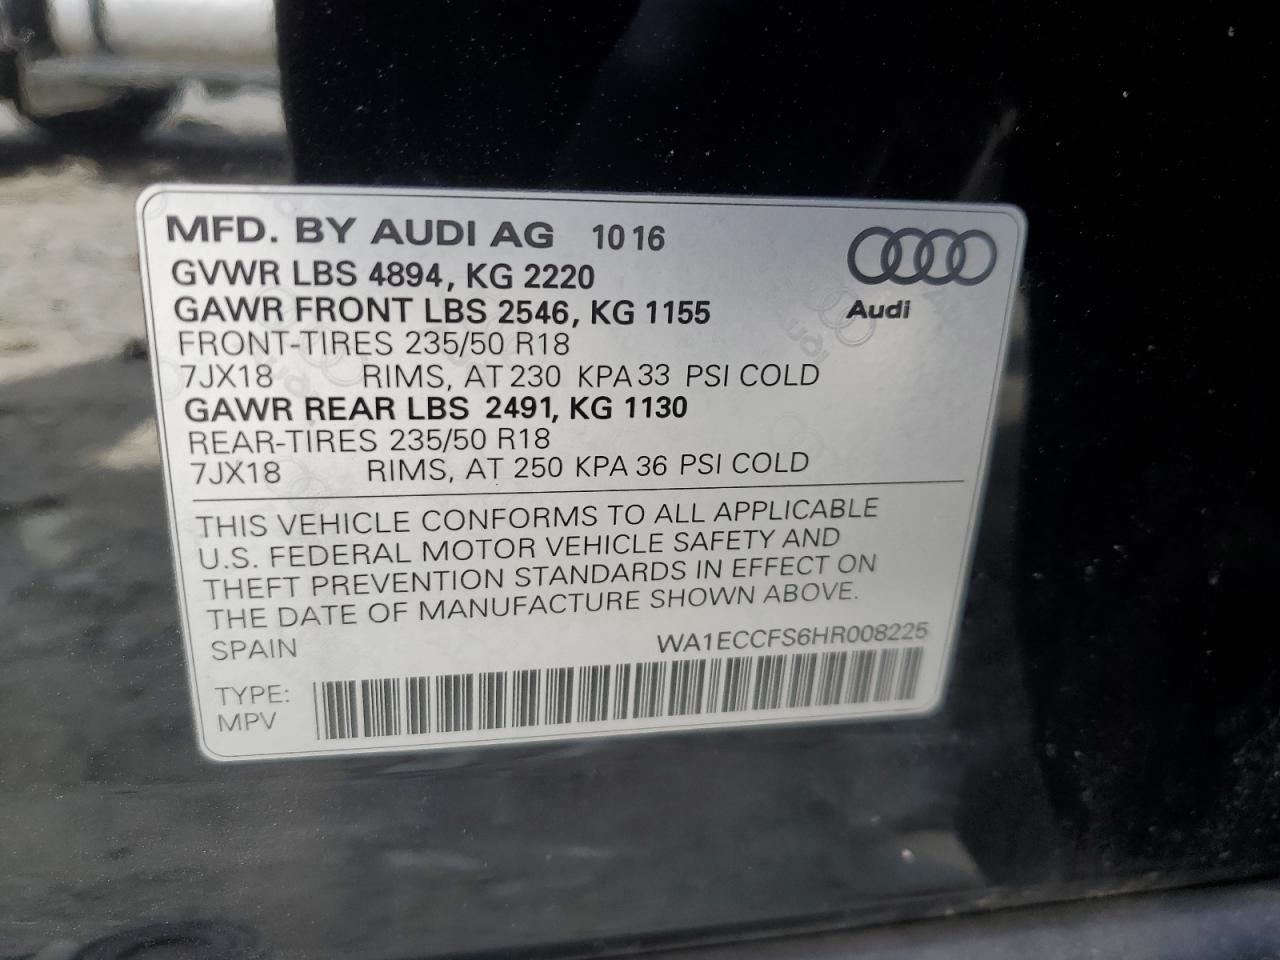 MFD. BY AUDI AG 10 16
Audi
GVWR LBS 4894, KG 2220
GAWR FRONT LBS 2546, KG 1155
FRONT-TIRES 235/50 R18
7JX18 RIMS, AT 230 KPA 33 PSI COLD
GAWR REAR LBS 2491, KG 1130
REAR-TIRES 235/50 R18
7JX18 RIMS, AT 250 KPA 36 PSI COLD
THIS VEHICLE CONFORMS TO ALL APPLICABLE
U.S. FEDERAL MOTOR VEHICLE SAFETY AND
THEFT PREVENTION STANDARDS IN EFFECT ON
THE DATE OF MANUFACTURE SHOWN ABOVE.
SPAIN WA1ECCFS6HR008225
TYPE:
MPV